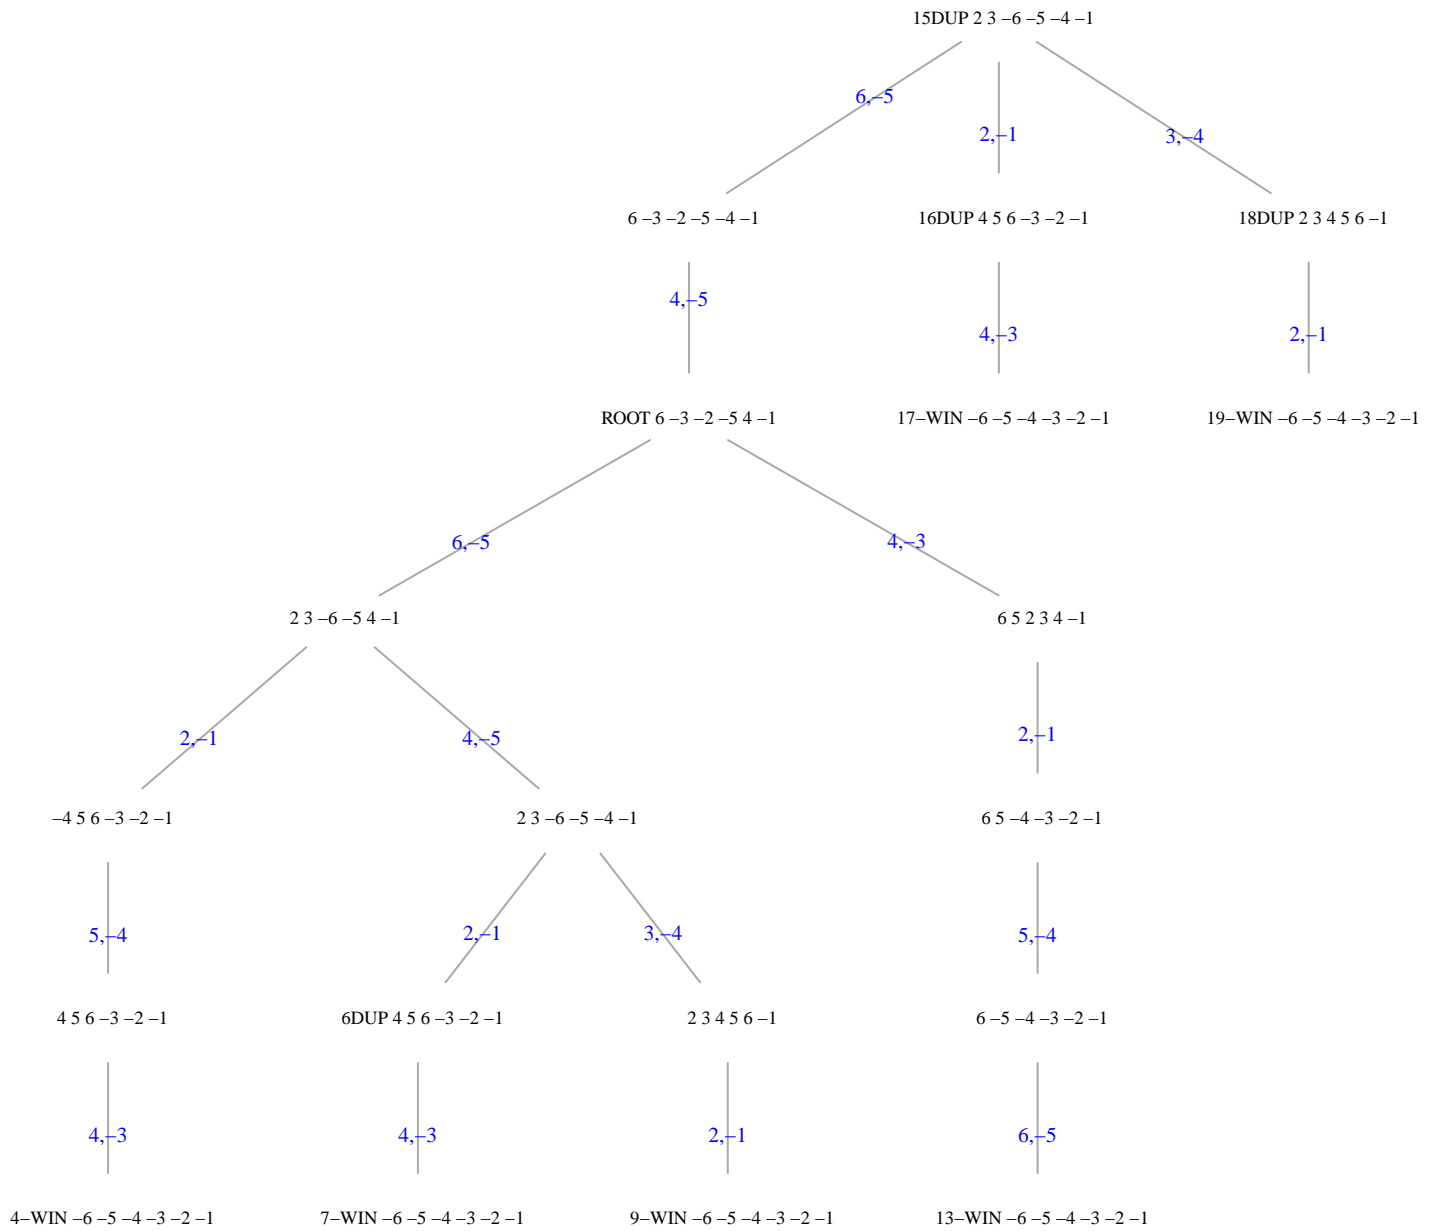 15DUP 2 3 –6 –5 –4 –1
6,–5
2,–1
3,–4
6 –3 –2 –5 –4 –1
16DUP 4 5 6 –3 –2 –1
18DUP 2 3 4 5 6 –1
4,–5
4,–3
2,–1
ROOT 6 –3 –2 –5 4 –1
17–WIN –6 –5 –4 –3 –2 –1
19–WIN –6 –5 –4 –3 –2 –1
6,–5
4,–3
2 3 –6 –5 4 –1
6 5 2 3 4 –1
2,–1
4,–5
2,–1
–4 5 6 –3 –2 –1
2 3 –6 –5 –4 –1
6 5 –4 –3 –2 –1
5,–4
2,–1
3,–4
5,–4
4 5 6 –3 –2 –1
6DUP 4 5 6 –3 –2 –1
2 3 4 5 6 –1
6 –5 –4 –3 –2 –1
4,–3
4,–3
2,–1
6,–5
4–WIN –6 –5 –4 –3 –2 –1
7–WIN –6 –5 –4 –3 –2 –1
9–WIN –6 –5 –4 –3 –2 –1
13–WIN –6 –5 –4 –3 –2 –1